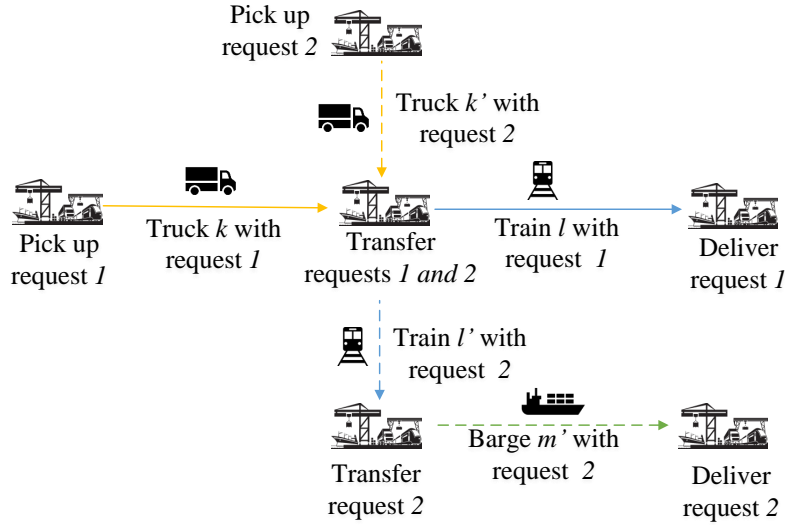 Pick up
request 2
Truck k’ with
request 2
Pick up
request 1
Truck k with
request 1
Transfer
requests 1 and 2
Train l with
request 1
Deliver
request 1
Train l’ with
request 2
Transfer
request 2
Barge m’ with
request 2
Deliver
request 2